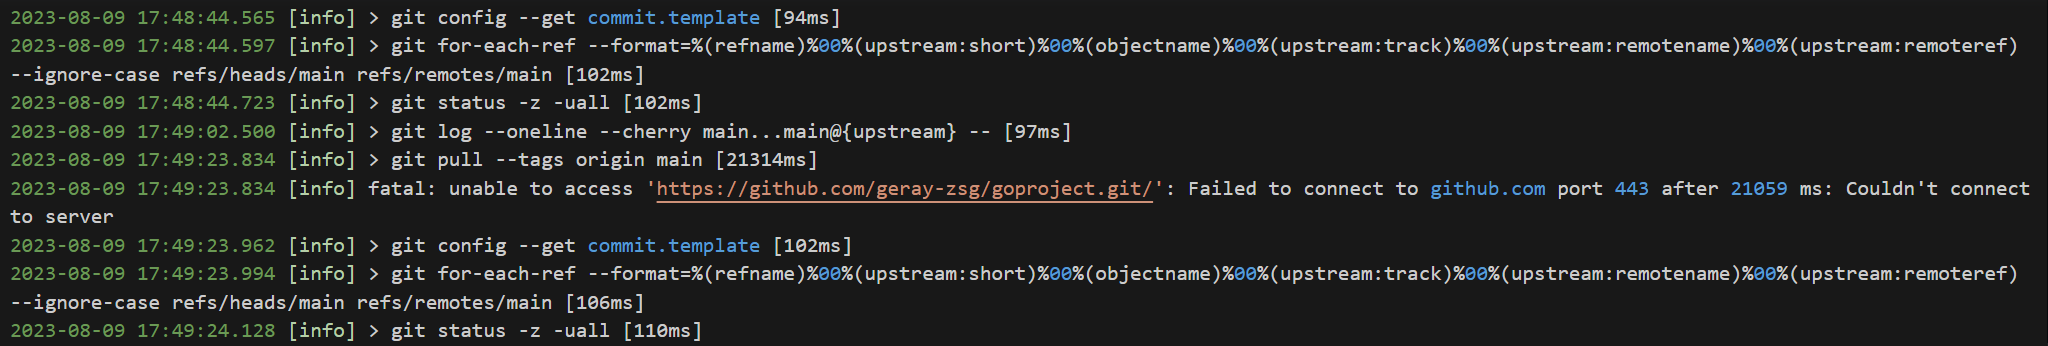 2023-08-09 17:48:44.565 [info] > git config --get commit.template [94ms]
2023-08-09 17:48:44.597 [info] > git for-each-ref --format=%(refname)%00%(upstream:short)%00%(objectname)%00%(upstream:track)%00%(upstream:remotename)%00%(upstream:remoteref)
--ignore-case refs/heads/main refs/remotes/main [102ms]
2023-08-09 17:48:44.723 [info] > git status -z -uall [102ms]
2023-08-09 17:49:02.500 [info] > git log --oneline --cherry main...main@{upstream} -- [97ms]
2023-08-09 17:49:23.834 [info] > git pull --tags origin main [21314ms]
2023-08-09 17:49:23.834 [info] fatal: unable to access 'https://github.com/geray-zsg/goproject.git/': Failed to connect to github.com port 443 after 21059 ms: Couldn't connect
to server
2023-08-09 17:49:23.962 [info] > git config --get commit.template [102ms]
2023-08-09 17:49:23.994 [info] > git for-each-ref --format=%(refname)%00%(upstream:short)%00%(objectname)%00%(upstream:track)%00%(upstream:remotename)%00%(upstream:remoteref)
--ignore-case refs/heads/main refs/remotes/main [106ms]
2023-08-09 17:49:24.128 [info] > git status -z -uall [110ms]